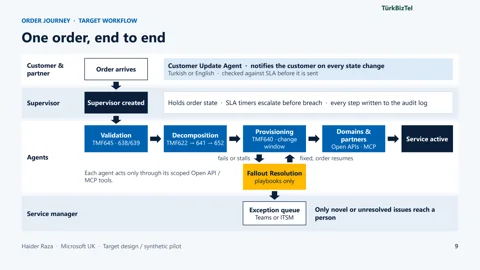 TürkBizTel
ORDER JOURNEY · TARGET WORKFLOW
One order, end to end
Customer &
partner
Order arrives
Customer Update Agent · notifies the customer on every state change
Turkish or English · checked against SLA before it is sent
Supervisor
Supervisor created
Holds order state · SLA timers escalate before breach · every step written to the audit log
Agents
Validation
TMF645 · 638/639
Decomposition
TMF622 → 641 → 652
Provisioning
TMF640 · change
window
Domains &
partners
Open APIs · MCP
Service active
fails or stalls
fixed, order resumes
Each agent acts only through its scoped Open API /
MCP tools.
Fallout Resolution
playbooks only
Service manager
Exception queue
Teams or ITSM
Only novel or unresolved issues reach a
person
Haider Raza · Microsoft UK · Target design / synthetic pilot
9